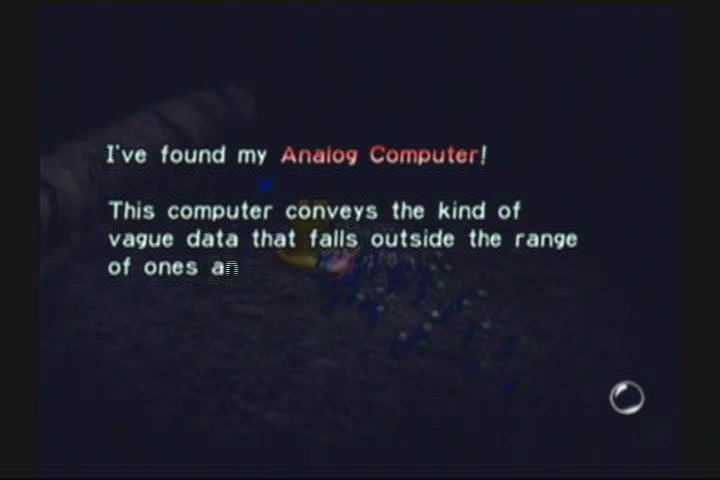 I've found my Analog Computer!
This computer conveys the kind of
vague data that falls outside the range
of ones an